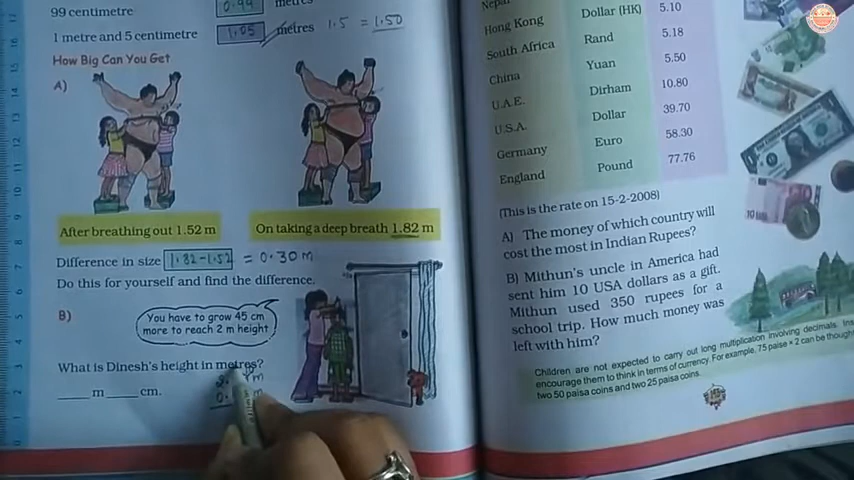 99 centimetre
0.99 metres
1 metre and 5 centimetre
1.05 metres 1.5 = 1.50
How Big Can You Get
A)
After breathing out 1.52 m
On taking a deep breath 1.82 m
Difference in size 1.82-1.52 = 0.30 m
Do this for yourself and find the difference.
B)
You have to grow 45 cm
more to reach 2 m height
What is Dinesh's height in metres?
m
0.
____ m ____ cm.
Nepal
Hong Kong Dollar (HK) 5.10
South Africa Rand 5.18
China Yuan 5.50
U.A.E. Dirham 10.80
U.S.A. Dollar 39.70
Germany Euro 58.30
England Pound 77.76
(This is the rate on 15-2-2008)
A) The money of which country will
cost the most in Indian Rupees?
B) Mithun's uncle in America had
sent him 10 USA dollars as a gift.
Mithun used 350 rupees for a
school trip. How much money was
left with him?
Children are not expected to carry out long multiplication involving decimals.
encourage them to think in terms of currency. For example, 75 paise × 2 can be
two 50 paisa coins and two 25 paisa coins.